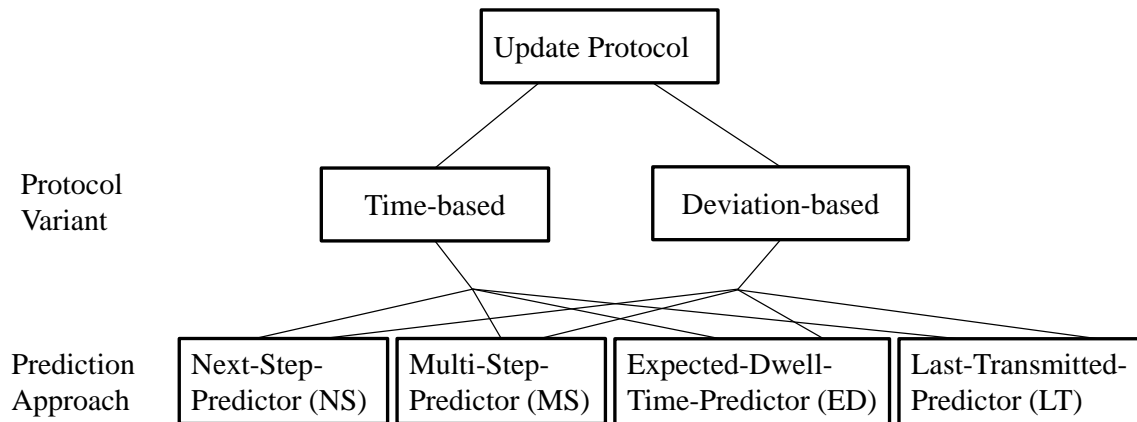 Update Protocol
Protocol
Variant
Time-based
Deviation-based
Prediction
Approach
Next-Step-
Predictor (NS)
Multi-Step-
Predictor (MS)
Expected-Dwell-
Time-Predictor (ED)
Last-Transmitted-
Predictor (LT)